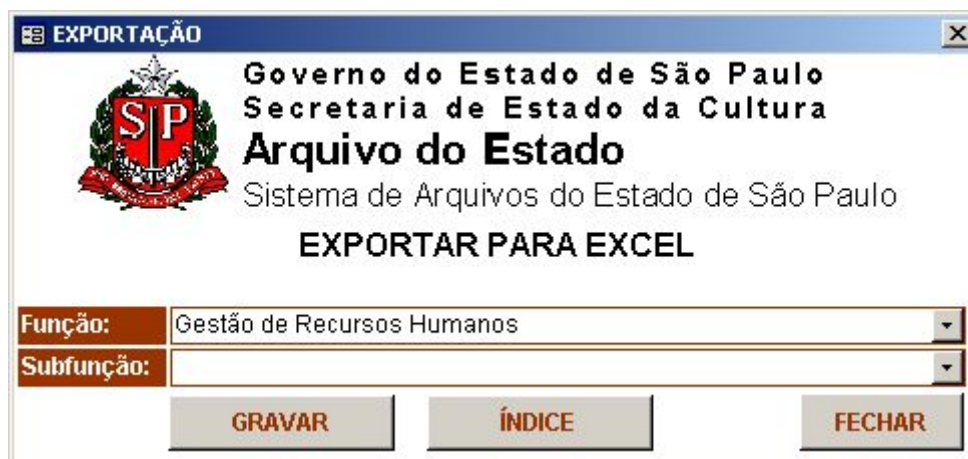 EXPORTAÇÃO
Governo do Estado de São Paulo
Secretaria de Estado da Cultura
Arquivo do Estado
Sistema de Arquivos do Estado de São Paulo
EXPORTAR PARA EXCEL
Função: Gestão de Recursos Humanos
Subfunção:
GRAVAR ÍNDICE FECHAR